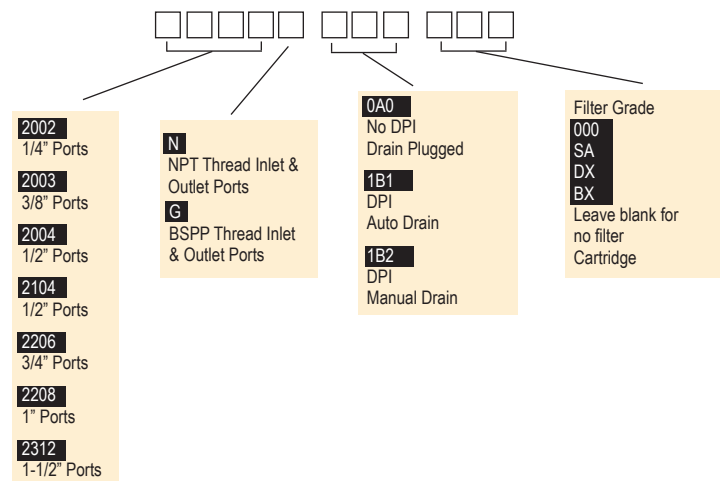 2002
1/4” Ports
2003
3/8” Ports
2004
1/2” Ports
2104
1/2” Ports
2206
3/4” Ports
2208
1” Ports
2312
1-1/2” Ports
N
NPT Thread Inlet &
Outlet Ports
G
BSPP Thread Inlet
& Outlet Ports
0A0
No DPI
Drain Plugged
1B1
DPI
Auto Drain
1B2
DPI
Manual Drain
Filter Grade
000
SA
DX
BX
Leave blank for
no filter
Cartridge